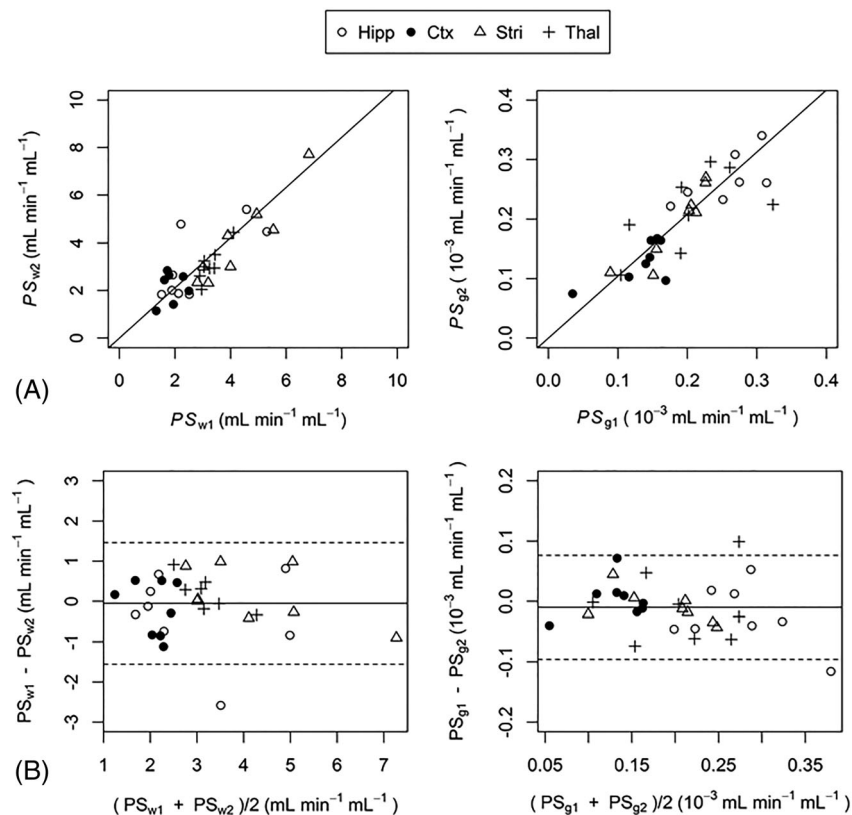 Hipp Ctx Stri Thal
10
8
6
4
2
0
PSw2 (mL min−1 mL−1)
0 2 4 6 8 10
PSw1 (mL min−1 mL−1)
0.4
0.3
0.2
0.1
0.0
PSg2 (10−3 mL min−1 mL−1)
0.0 0.1 0.2 0.3 0.4
PSg1 (10−3 mL min−1 mL−1)
(A)
3
2
1
0
-1
-2
-3
PSw1 - PSw2 (mL min−1 mL−1)
1 2 3 4 5 6 7
(PSw1 + PSw2)/2 (mL min−1 mL−1)
0.2
0.1
0.0
-0.1
-0.2
PSg1 - PSg2 (10−3 mL min−1 mL−1)
0.05 0.15 0.25 0.35
(PSg1 + PSg2)/2 (10−3 mL min−1 mL−1)
(B)